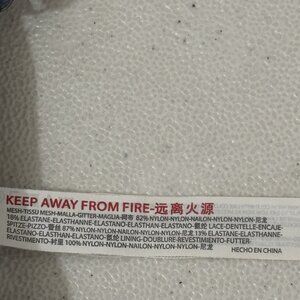 KEEP AWAY FROM FIRE-远离火源
MESH-TISSU MESH-MALLA-GITTER-MAGLIA-网布 82% NYLON-NYLON-NAILON-NYLON-NYLON-尼龙
18% ELASTANE-ELASTHANNE-ELASTANO-ELASTHAN-ELASTANO-氨纶 LACE-DENTELLE-ENCAJE-
SPITZE-PIZZO-蕾丝 87% NYLON-NYLON-NAILON-NYLON-NYLON-尼龙 13% ELASTANE-ELASTHANNE-
ELASTANO-ELASTHAN-ELASTANO-氨纶 LINING-DOUBLURE-REVESTIMIENTO-FUTTER-
RIVESTIMENTO-衬里 100% NYLON-NYLON-NAILON-NYLON-NYLON-尼龙
HECHO EN CHINA